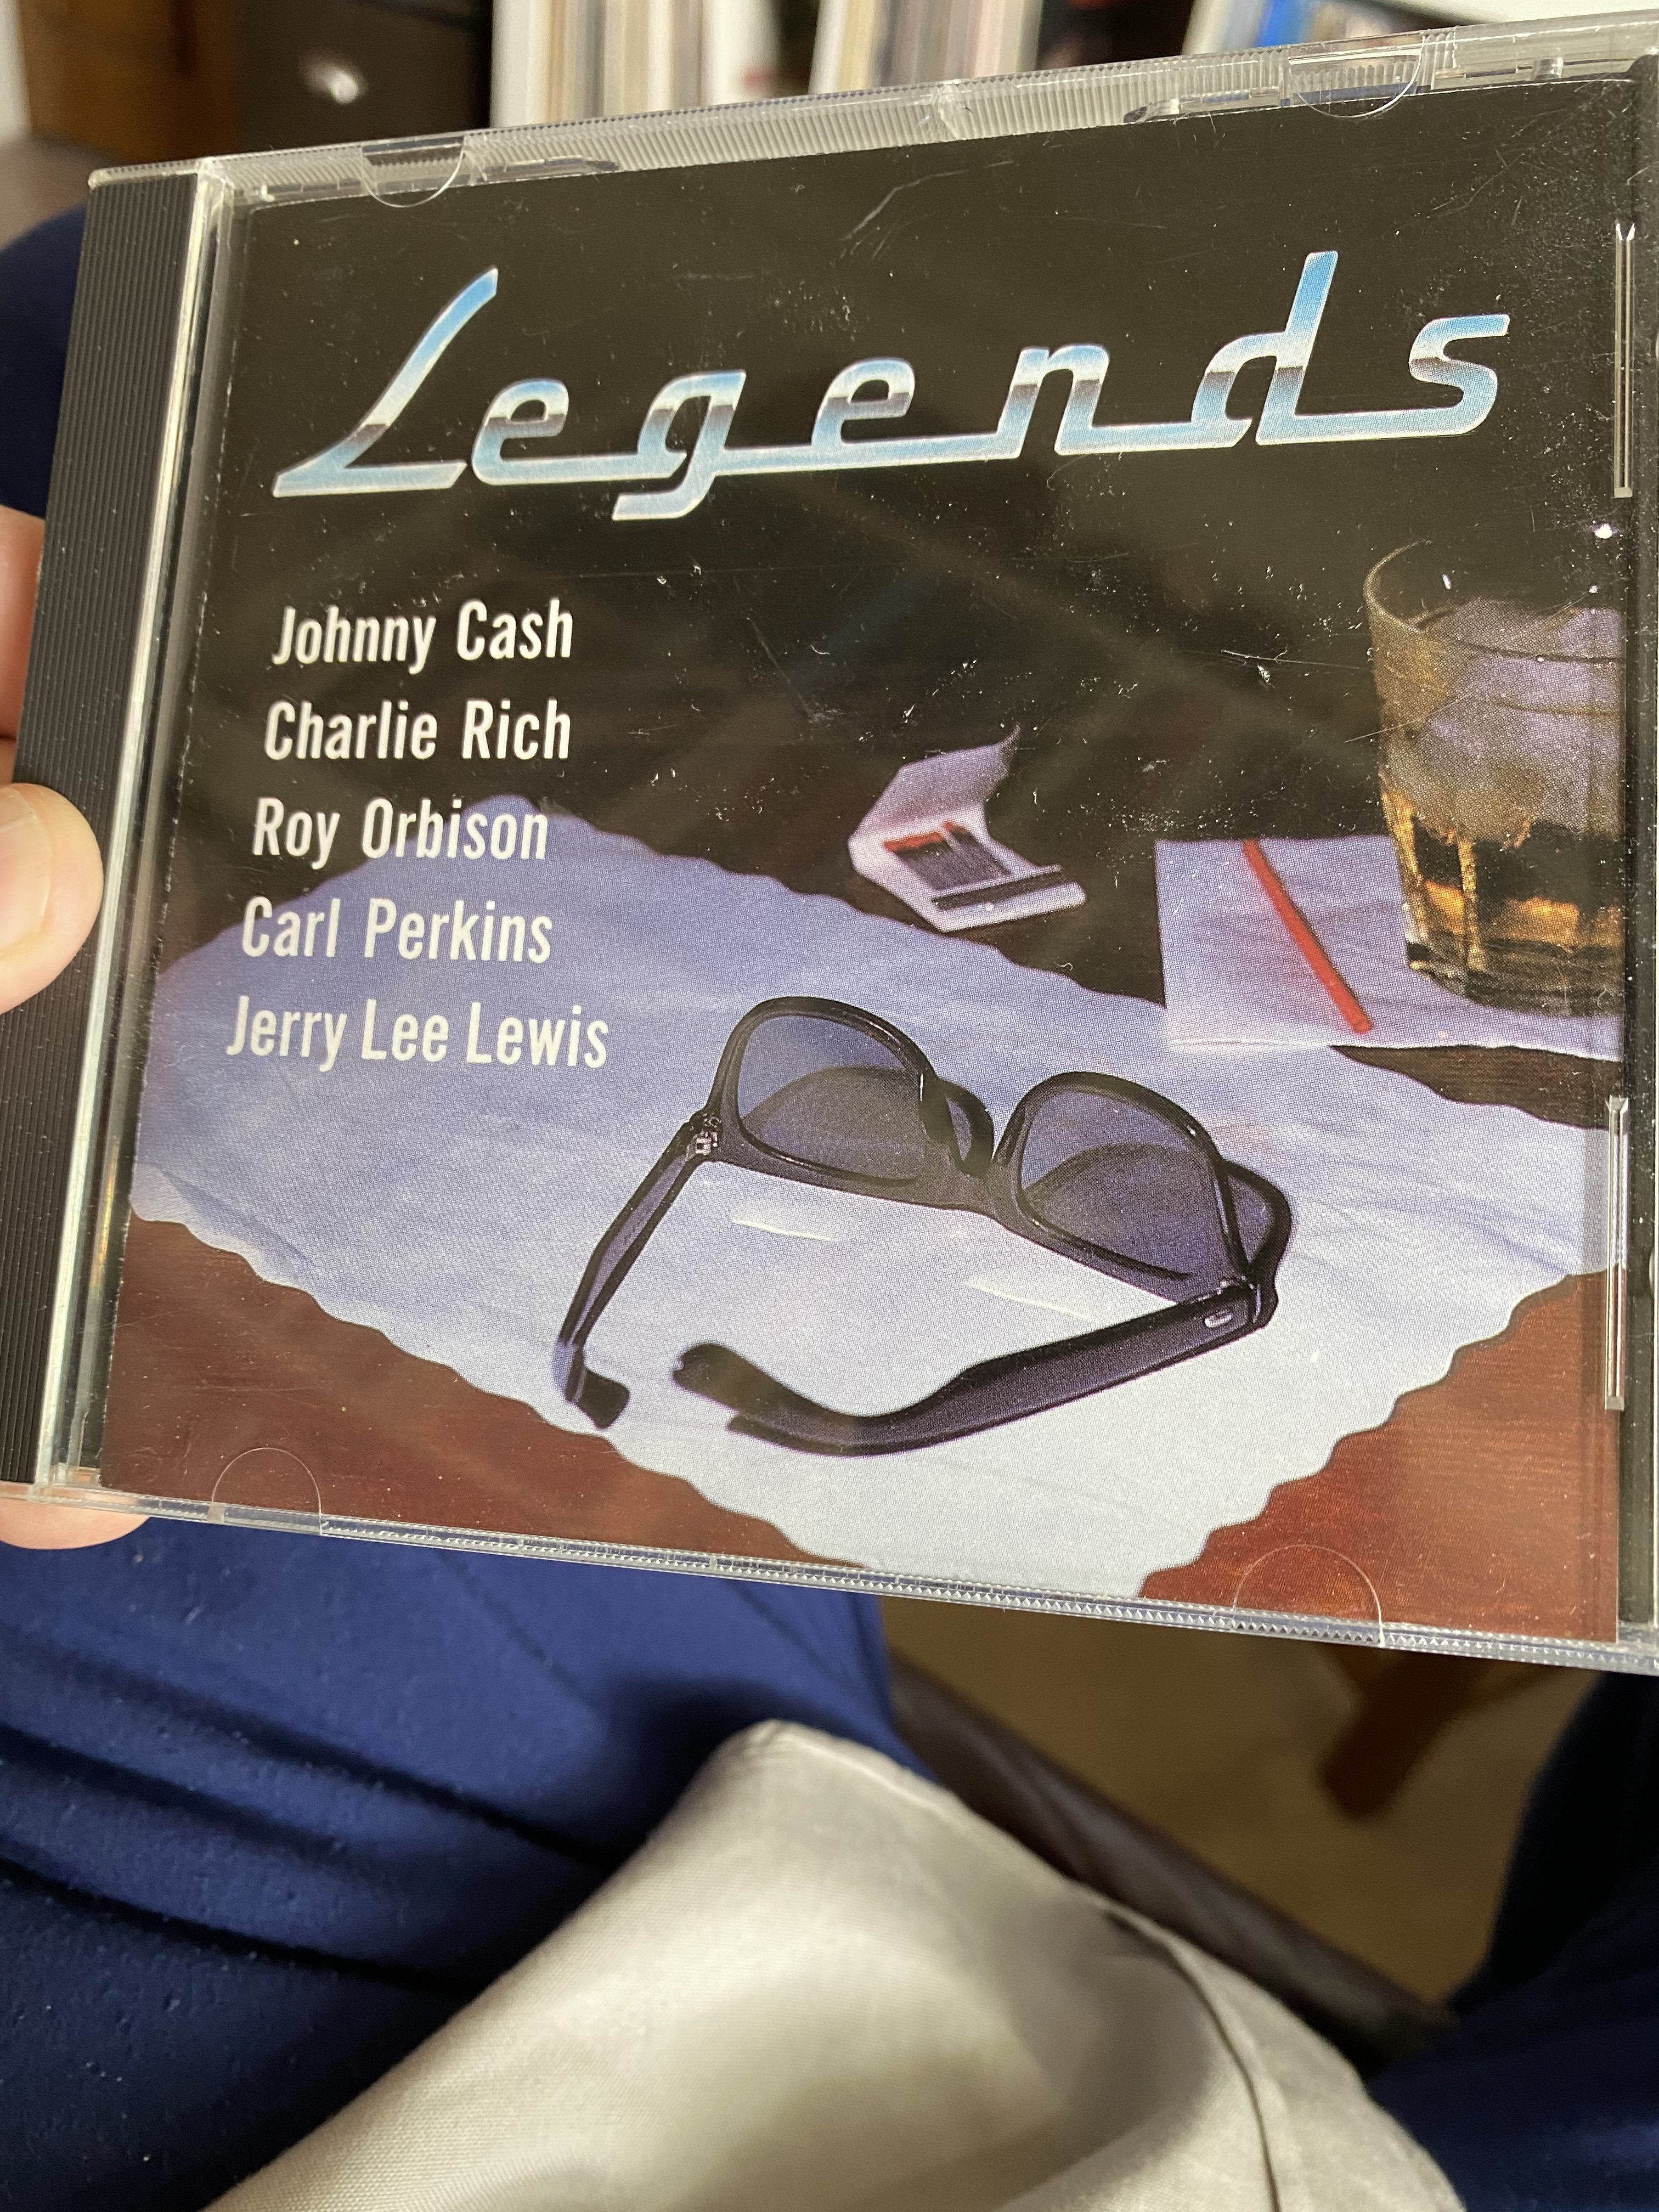 Legends
Johnny Cash
Charlie Rich
Roy Orbison
Carl Perkins
Jerry Lee Lewis